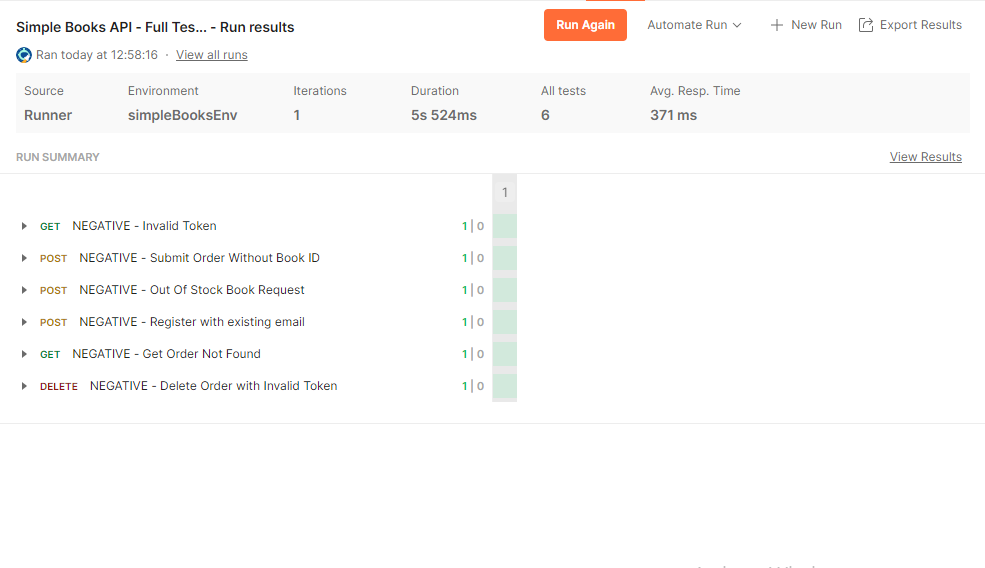 Simple Books API - Full Tes... - Run results
Run Again
Automate Run
New Run
Export Results
Ran today at 12:58:16 · View all runs
Source Environment Iterations Duration All tests Avg. Resp. Time
Runner simpleBooksEnv 1 5s 524ms 6 371 ms
RUN SUMMARY View Results
1
GET NEGATIVE - Invalid Token 1 | 0
POST NEGATIVE - Submit Order Without Book ID 1 | 0
POST NEGATIVE - Out Of Stock Book Request 1 | 0
POST NEGATIVE - Register with existing email 1 | 0
GET NEGATIVE - Get Order Not Found 1 | 0
DELETE NEGATIVE - Delete Order with Invalid Token 1 | 0